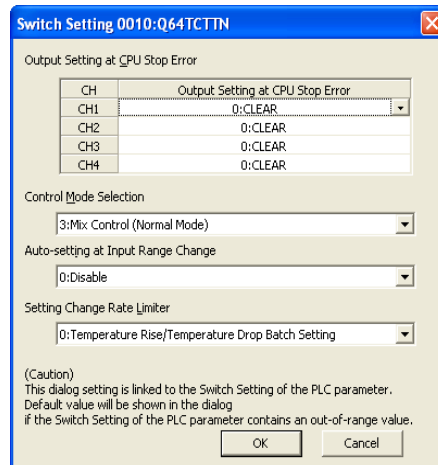 Switch Setting 0010:Q64TCTTN
Output Setting at CPU Stop Error
CH Output Setting at CPU Stop Error
CH1 0:CLEAR
CH2 0:CLEAR
CH3 0:CLEAR
CH4 0:CLEAR
Control Mode Selection
3:Mix Control (Normal Mode)
Auto-setting at Input Range Change
0:Disable
Setting Change Rate Limiter
0:Temperature Rise/Temperature Drop Batch Setting
(Caution)
This dialog setting is linked to the Switch Setting of the PLC parameter.
Default value will be shown in the dialog
if the Switch Setting of the PLC parameter contains an out-of-range value.
OK Cancel